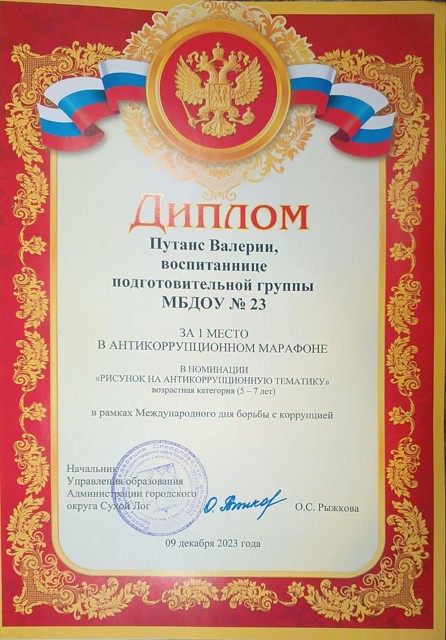 ДИПЛОМ
Путанс Валерии,
воспитаннице
подготовительной группы
МБДОУ № 23
ЗА 1 МЕСТО
В АНТИКОРРУПЦИОННОМ МАРАФОНЕ
В НОМИНАЦИИ
«РИСУНОК НА АНТИКОРРУПЦИОННУЮ ТЕМАТИКУ»
возрастная категория (5 – 7 лет)
в рамках Международного дня борьбы с коррупцией
Начальник
Управления образования
Администрации городского
округа Сухой Лог
О.С. Рыжкова
09 декабря 2023 года